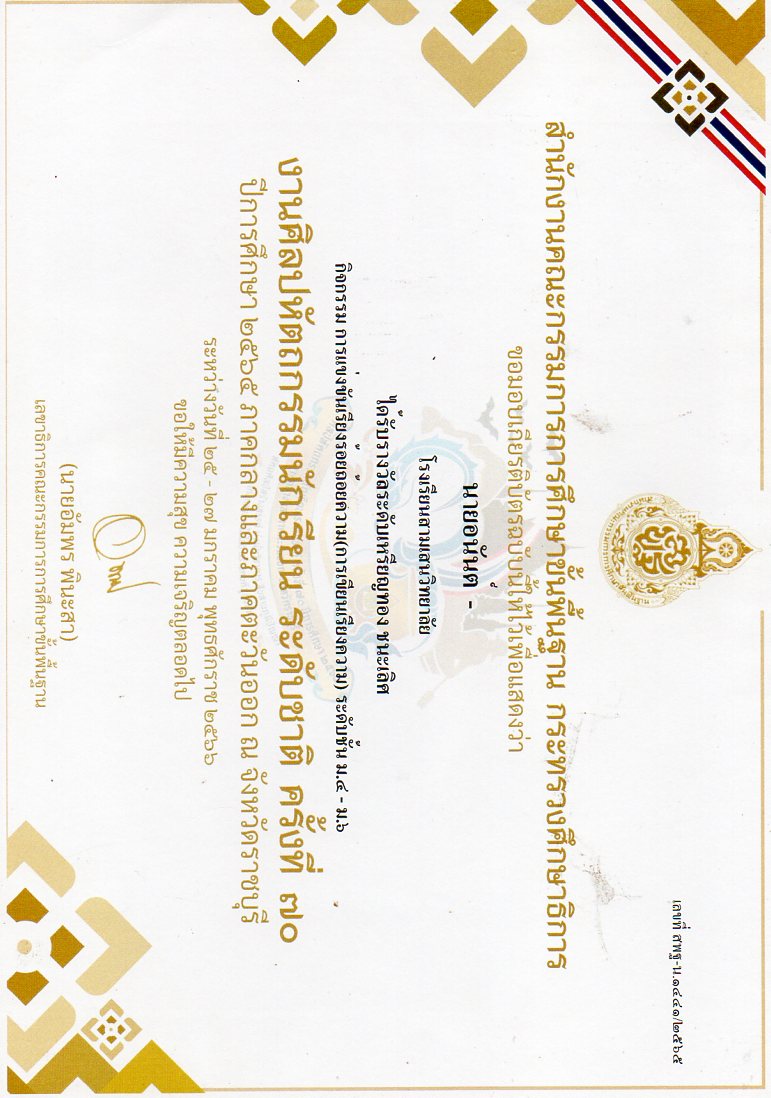 เลขที่ สพฐ-น.๑๔๔๑/๒๕๖๕
สำนักงานคณะกรรมการการศึกษาขั้นพื้นฐาน กระทรวงศึกษาธิการ
ขอมอบเกียรติบัตรฉบับนี้ให้ไว้เพื่อแสดงว่า
นายอนันต์ -
โรงเรียนสามเสนวิทยาลัย
ได้รับรางวัลระดับเหรียญทอง ชนะเลิศ
กิจกรรม การแข่งขันเรียงร้อยถ้อยความ(การเขียนเรียงความ) ระดับชั้น ม.๔ - ม.๖
งานศิลปหัตถกรรมนักเรียน ระดับชาติ ครั้งที่ ๗๐
ปีการศึกษา ๒๕๖๕ ภาคกลางและภาคตะวันออก ณ จังหวัดราชบุรี
ระหว่างวันที่ ๒๕ - ๒๗ มกราคม พุทธศักราช ๒๕๖๖
ขอให้มีความสุข ความเจริญตลอดไป
(นายอัมพร พินะสา)
เลขาธิการคณะกรรมการการศึกษาขั้นพื้นฐาน